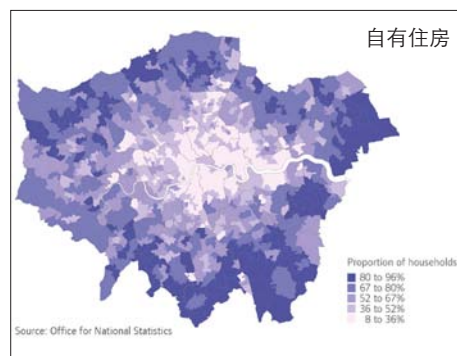 自有住房
Proportion of households
80 to 96%
67 to 80%
52 to 67%
36 to 52%
8 to 36%
Source: Office for National Statistics